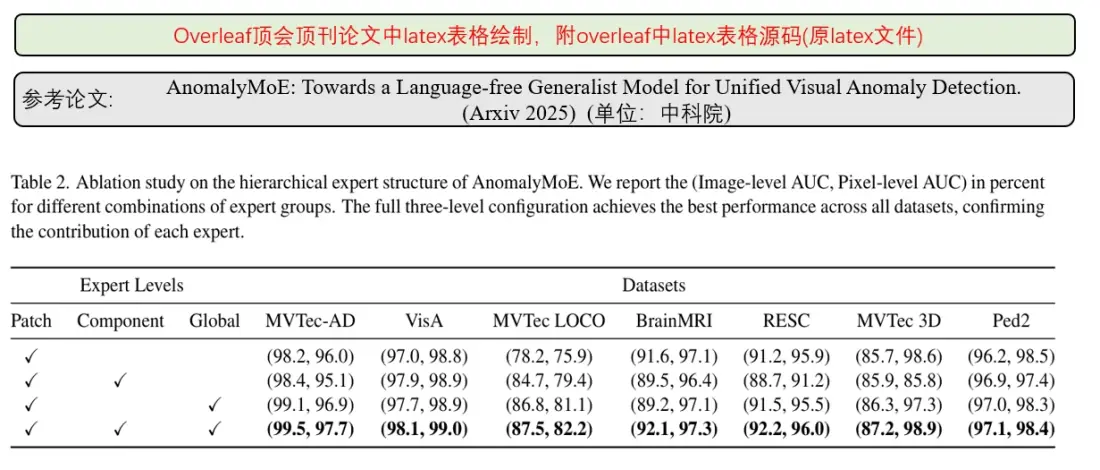 Overleaf顶会顶刊论文中latex表格绘制，附overleaf中latex表格源码(原latex文件)
参考论文:
AnomalyMoE: Towards a Language-free Generalist Model for Unified Visual Anomaly Detection.
(Arxiv 2025) (单位：中科院)
Table 2. Ablation study on the hierarchical expert structure of AnomalyMoE. We report the (Image-level AUC, Pixel-level AUC) in percent
for different combinations of expert groups. The full three-level configuration achieves the best performance across all datasets, confirming
the contribution of each expert.
Expert Levels Datasets
Patch Component Global MVTec-AD VisA MVTec LOCO BrainMRI RESC MVTec 3D Ped2
✓ (98.2, 96.0) (97.0, 98.8) (78.2, 75.9) (91.6, 97.1) (91.2, 95.9) (85.7, 98.6) (96.2, 98.5)
✓ ✓ (98.4, 95.1) (97.9, 98.9) (84.7, 79.4) (89.5, 96.4) (88.7, 91.2) (85.9, 85.8) (96.9, 97.4)
✓ ✓ (99.1, 96.9) (97.7, 98.9) (86.8, 81.1) (89.2, 97.1) (91.5, 95.5) (86.3, 97.3) (97.0, 98.3)
✓ ✓ ✓ (99.5, 97.7) (98.1, 99.0) (87.5, 82.2) (92.1, 97.3) (92.2, 96.0) (87.2, 98.9) (97.1, 98.4)